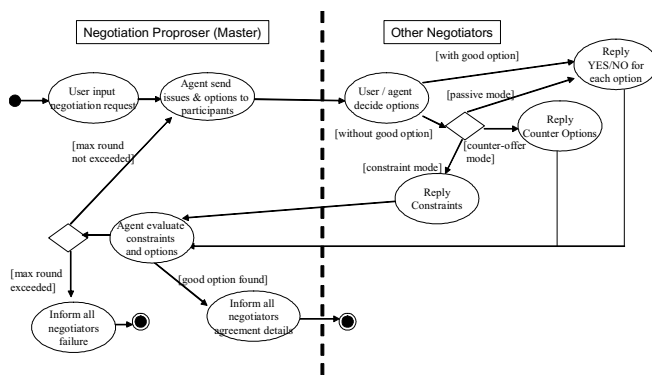 Negotiation Proproser (Master)
Other Negotiators
User input
negotiation request
Agent send
issues & options to
participants
User / agent
decide options
[with good option]
Reply
YES/NO for
each option
[passive mode]
[without good option]
[counter-offer
mode]
Reply
Counter Options
[constraint mode]
Reply
Constraints
[max round
not exceeded]
Agent evaluate
constraints
and options
[max round
exceeded]
[good option found]
Inform all
negotiators
failure
Inform all
negotiators
agreement details